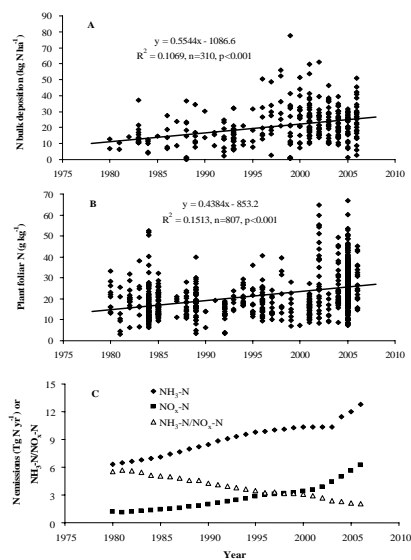 A
y = 0.5544x - 1086.6
R² = 0.1069, n=310, p<0.001
N bulk deposition (kg N ha⁻¹)
90
80
70
60
50
40
30
20
10
0
1975 1980 1985 1990 1995 2000 2005 2010
B
y = 0.4384x - 853.2
R² = 0.1513, n=807, p<0.001
Plant foliar N (g kg⁻¹)
70
60
50
40
30
20
10
0
1975 1980 1985 1990 1995 2000 2005 2010
C
NH₃-N
NOₓ-N
NH₃-N/NOₓ-N
N emissions (Tg N yr⁻¹) or
NH₃-N/NOₓ-N
15
12
9
6
3
0
1975 1980 1985 1990 1995 2000 2005 2010
Year